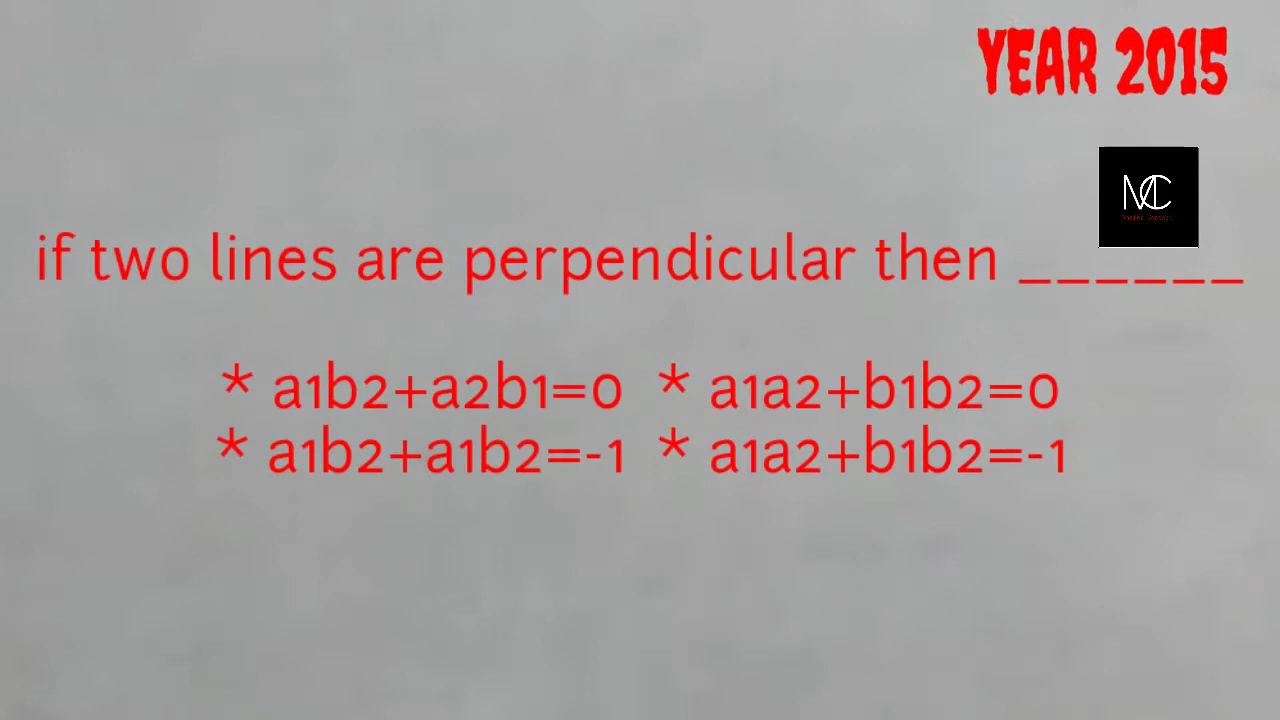 YEAR 2015
MC
if two lines are perpendicular then ______
* a1b2+a2b1=0 * a1a2+b1b2=0
* a1b2+a1b2=-1 * a1a2+b1b2=-1